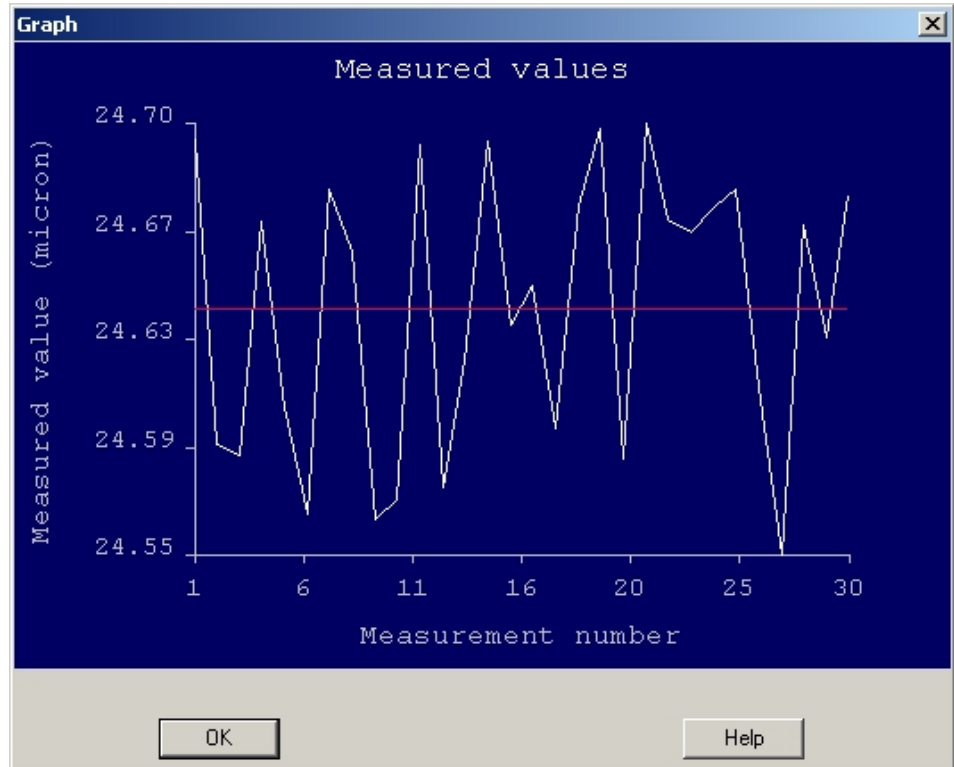 Graph
Measured values
Measured value (micron)
24.70
24.67
24.63
24.59
24.55
1 6 11 16 20 25 30
Measurement number
OK Help